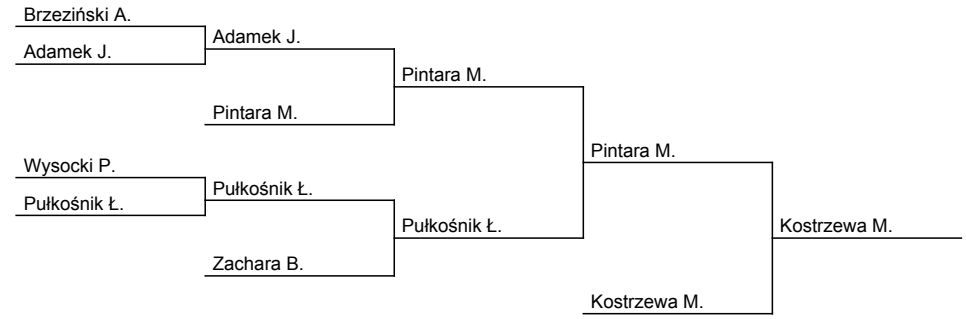 Brzeziński A.
Adamek J.
Adamek J.
Pintara M.
Pintara M.
Pintara M.
Wysocki P.
Pułkośnik Ł.
Pułkośnik Ł.
Pułkośnik Ł.
Kostrzewa M.
Zachara B.
Kostrzewa M.